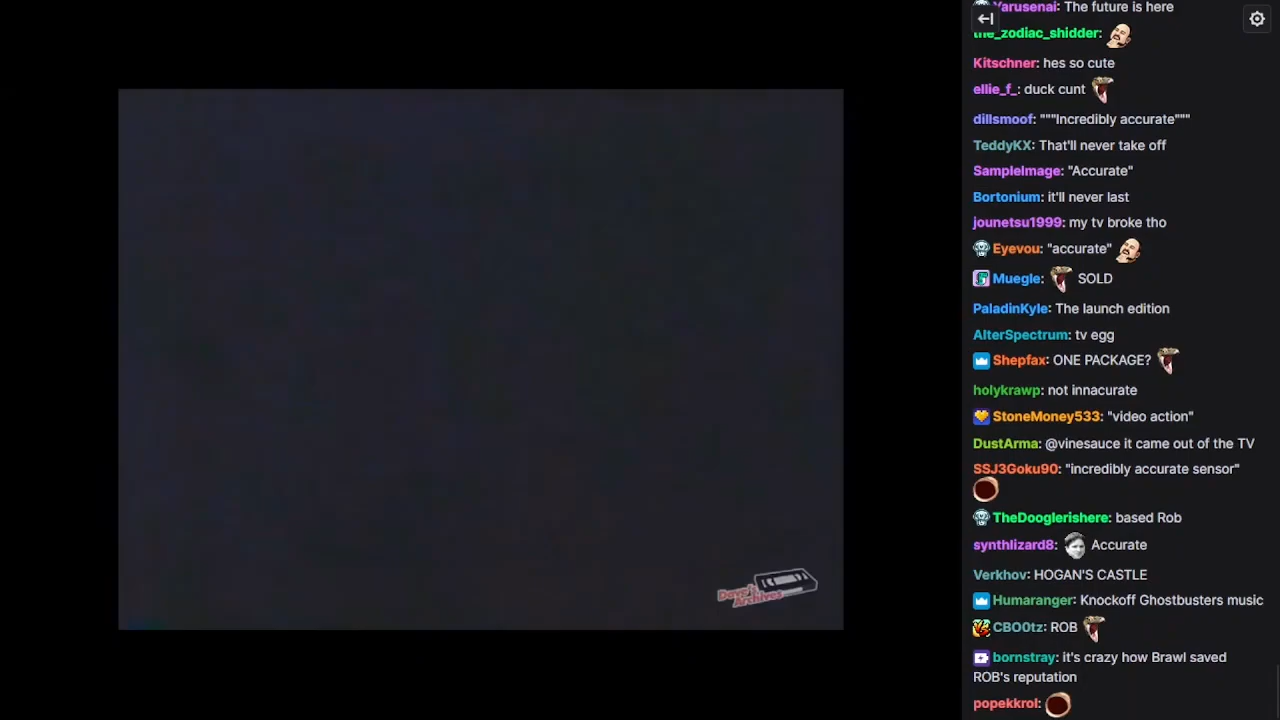 Yarusenai: The future is here
the_zodiac_shidder:
Kitschner: hes so cute
ellie_f_: duck cunt
dillsmoof: """Incredibly accurate"""
TeddyKX: That'll never take off
SampleImage: "Accurate"
Bortonium: it'll never last
jounetsu1999: my tv broke tho
Eyevou: "accurate"
Muegle: SOLD
PaladinKyle: The launch edition
AlterSpectrum: tv egg
Shepfax: ONE PACKAGE?
holykrawp: not innacurate
StoneMoney533: "video action"
DustArma: @vinesauce it came out of the TV
SSJ3Goku90: "incredibly accurate sensor"
TheDooglerishere: based Rob
synthlizard8: Accurate
Verkhov: HOGAN'S CASTLE
Humaranger: Knockoff Ghostbusters music
CBO0tz: ROB
bornstray: it's crazy how Brawl saved
ROB's reputation
popekkrol:
Dave's
Archives